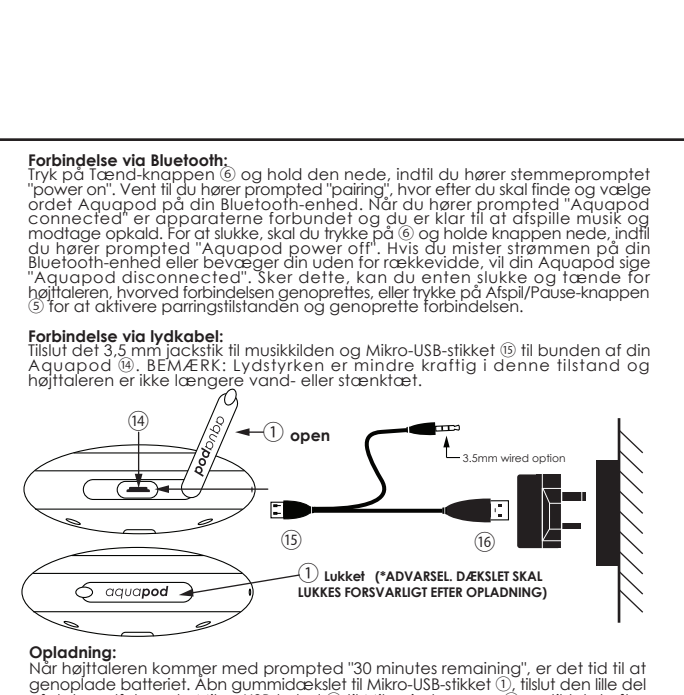 Forbindelse via Bluetooth:
Tryk på Tænd-knappen ⑥ og hold den nede, indtil du hører stemmepromptet
"power on". Vent til du hører prompted "pairing", hvor efter du skal finde og vælge
ordet Aquapod på din Bluetooth-enhed. Når du hører prompted "Aquapod
connected" er apparaterne forbundet og du er klar til at afspille musik og
modtage opkald. For at slukke, skal du trykke på ⑥ og holde knappen nede, indtil
du hører prompted "Aquapod power off". Hvis du mister strømmen på din
Bluetooth-enhed eller bevæger din uden for rækkevidde, vil din Aquapod sige
"Aquapod disconnected". Sker dette, kan du enten slukke og tænde for
højttaleren, hvorved forbindelsen genoprettes, eller trykke på Afspil/Pause-knappen
⑤ for at aktivere parringstilstanden og genoprette forbindelsen.
Forbindelse via lydkabel:
Tilslut det 3,5 mm jackstik til musikkilden og Mikro-USB-stikket ⑮ til bunden af din
Aquapod ⑭. BEMÆRK: Lydstyrken er mindre kraftig i denne tilstand og
højttaleren er ikke længere vand- eller stænktæt.
⑭
aquapod
① open
3.5mm wired option
⑮
⑯
aquapod
① Lukket (*ADVARSEL. DÆKSLET SKAL
LUKKES FORSVARLIGT EFTER OPLADNING)
Opladning:
Når højttaleren kommer med prompted "30 minutes remaining", er det tid til at
genoplade batteriet. Åbn gummidækslet til Mikro-USB-stikket ①, tilslut den lille del